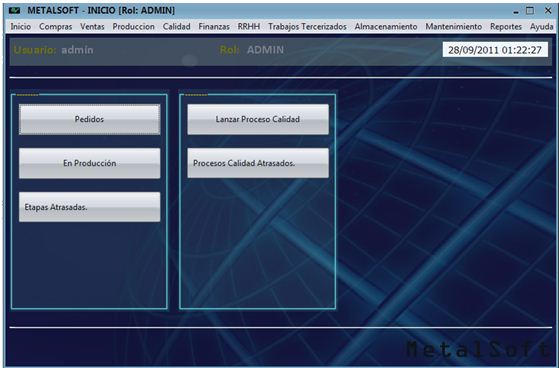 METALSOFT - INICIO [Rol: ADMIN]
Inicio Compras Ventas Produccion Calidad Finanzas RRHH Trabajos Tercerizados Almacenamiento Mantenimiento Reportes Ayuda
Usuario: admin Rol: ADMIN 28/09/2011 01:22:27
Pedidos Lanzar Proceso Calidad
En Producción Procesos Calidad Atrasados.
Etapas Atrasadas.
MetalSoft